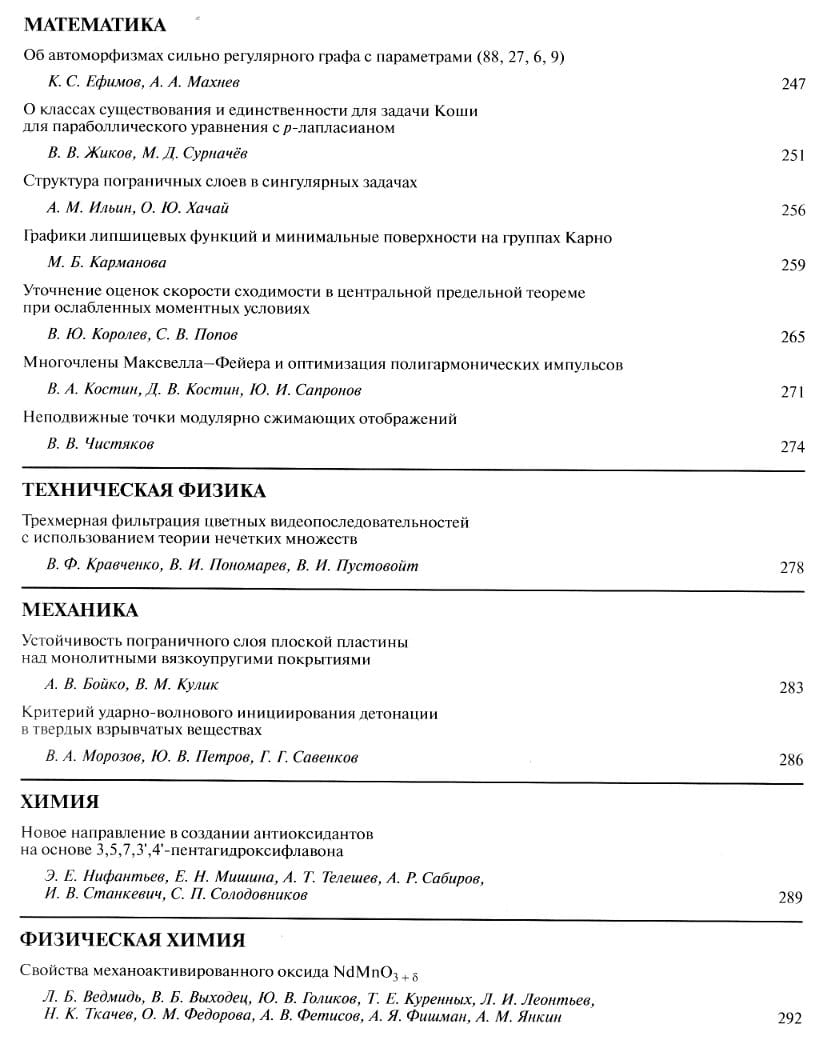 МАТЕМАТИКА
Об автоморфизмах сильно регулярного графа с параметрами (88, 27, 6, 9)
К. С. Ефимов, А. А. Махнев 247
О классах существования и единственности для задачи Коши
для параболлического уравнения с p-лапласианом
В. В. Жиков, М. Д. Сурначёв 251
Структура пограничных слоев в сингулярных задачах
А. М. Ильин, О. Ю. Хачай 256
Графики липшицевых функций и минимальные поверхности на группах Карно
М. Б. Карманова 259
Уточнение оценок скорости сходимости в центральной предельной теореме
при ослабленных моментных условиях
В. Ю. Королев, С. В. Попов 265
Многочлены Максвелла—Фейера и оптимизация полигармонических импульсов
В. А. Костин, Д. В. Костин, Ю. И. Сапронов 271
Неподвижные точки модулярно сжимающих отображений
В. В. Чистяков 274
ТЕХНИЧЕСКАЯ ФИЗИКА
Трехмерная фильтрация цветных видеопоследовательностей
с использованием теории нечетких множеств
В. Ф. Кравченко, В. И. Пономарев, В. И. Пустовойт 278
МЕХАНИКА
Устойчивость пограничного слоя плоской пластины
над монолитными вязкоупругими покрытиями
А. В. Бойко, В. М. Кулик 283
Критерий ударно-волнового инициирования детонации
в твердых взрывчатых веществах
В. А. Морозов, Ю. В. Петров, Г. Г. Савенков 286
ХИМИЯ
Новое направление в создании антиоксидантов
на основе 3,5,7,3',4'-пентагидроксифлавона
Э. Е. Нифантьев, Е. Н. Мишина, А. Т. Телешев, А. Р. Сабиров,
И. В. Станкевич, С. П. Солодовников 289
ФИЗИЧЕСКАЯ ХИМИЯ
Свойства механоактивированного оксида NdMnO3 + δ
Л. Б. Ведмидь, В. Б. Выходец, Ю. В. Голиков, Т. Е. Куренных, Л. И. Леонтьев,
Н. К. Ткачев, О. М. Федорова, А. В. Фетисов, А. Я. Фишман, А. М. Янкин 292